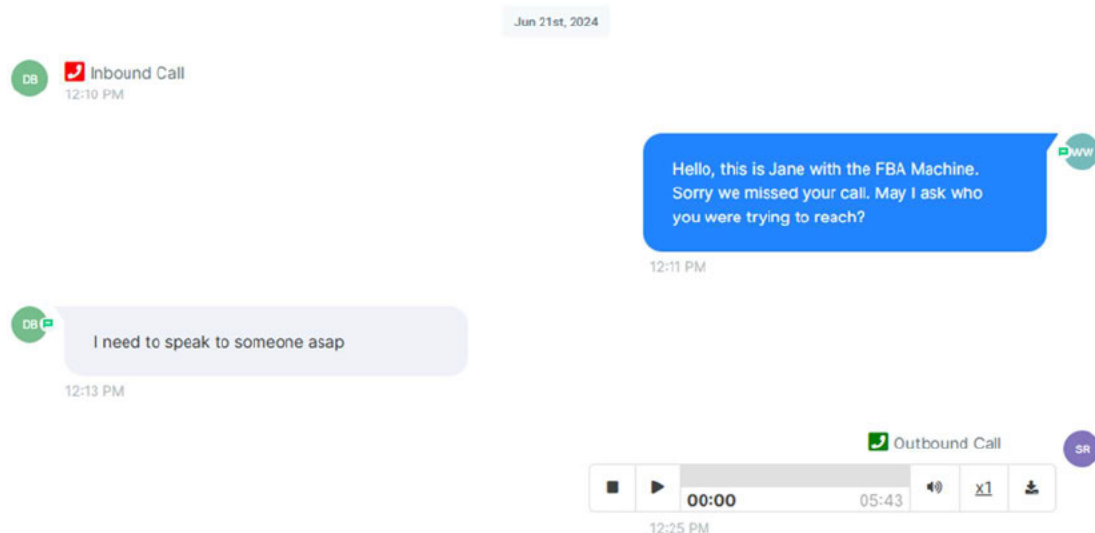 Jun 21st, 2024
DB
Inbound Call
12:10 PM
Hello, this is Jane with the FBA Machine.
Sorry we missed your call. May I ask who
you were trying to reach?
WW
12:11 PM
DB
I need to speak to someone asap
12:13 PM
Outbound Call
SR
00:00 05:43 x1
12:25 PM